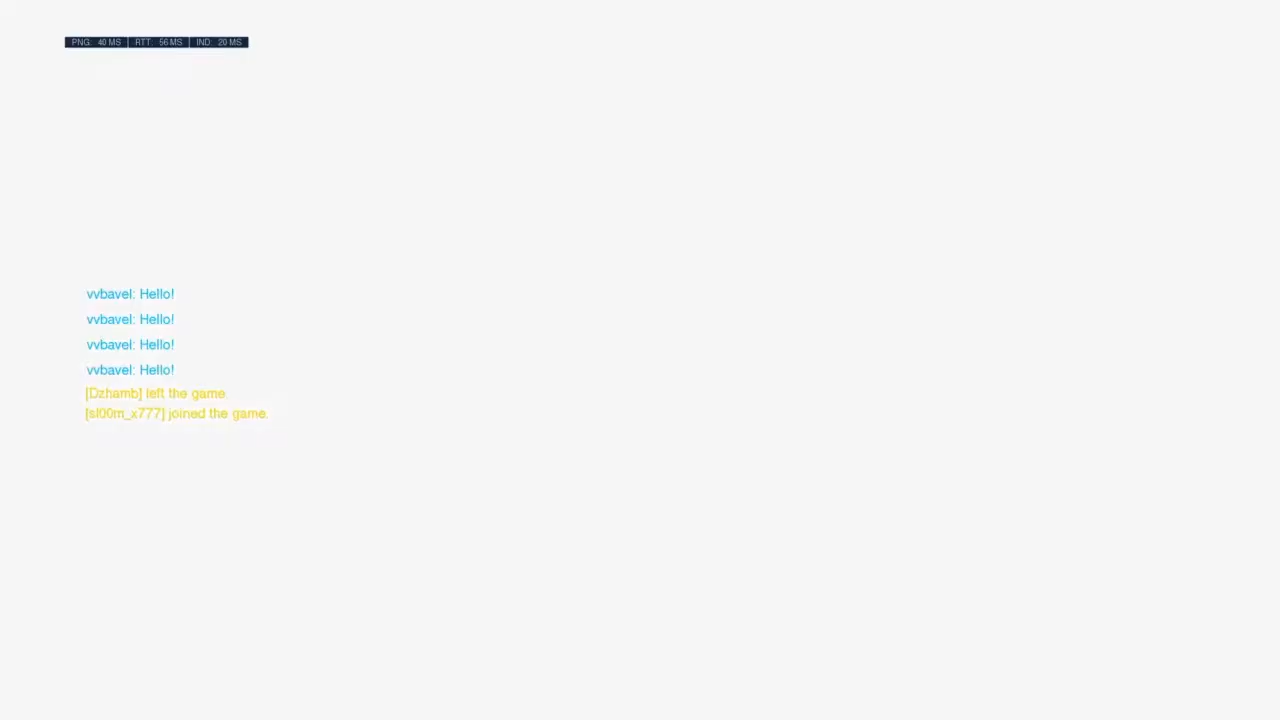 PNG: 40 MS | RTT: 56 MS | IND: 20 MS
vvbavel: Hello!
vvbavel: Hello!
vvbavel: Hello!
vvbavel: Hello!
[Dzhamb] left the game.
[sl00m_x777] joined the game.